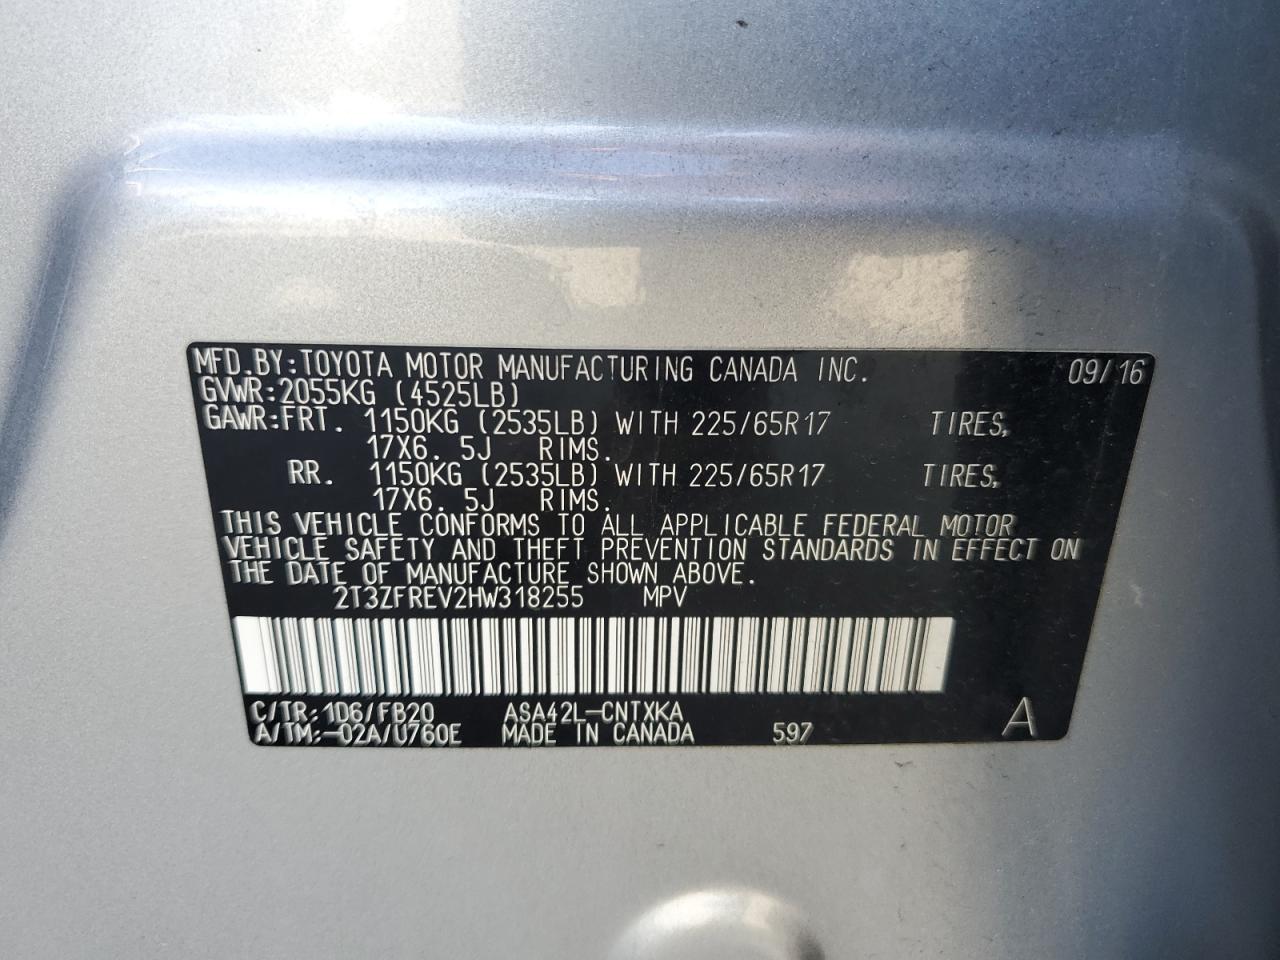 MFD.BY:TOYOTA MOTOR MANUFACTURING CANADA INC. 09/16
GVWR:2055KG (4525LB)
GAWR:FRT. 1150KG (2535LB) WITH 225/65R17 TIRES,
17X6. 5J RIMS.
RR. 1150KG (2535LB) WITH 225/65R17 TIRES,
17X6. 5J RIMS.
THIS VEHICLE CONFORMS TO ALL APPLICABLE FEDERAL MOTOR
VEHICLE SAFETY AND THEFT PREVENTION STANDARDS IN EFFECT ON
THE DATE OF MANUFACTURE SHOWN ABOVE.
2T3ZFREV2HW318255 MPV
C/TR:1D6/FB20 ASA42L-CNTXKA A
A/TM:-02A/U760E MADE IN CANADA 597